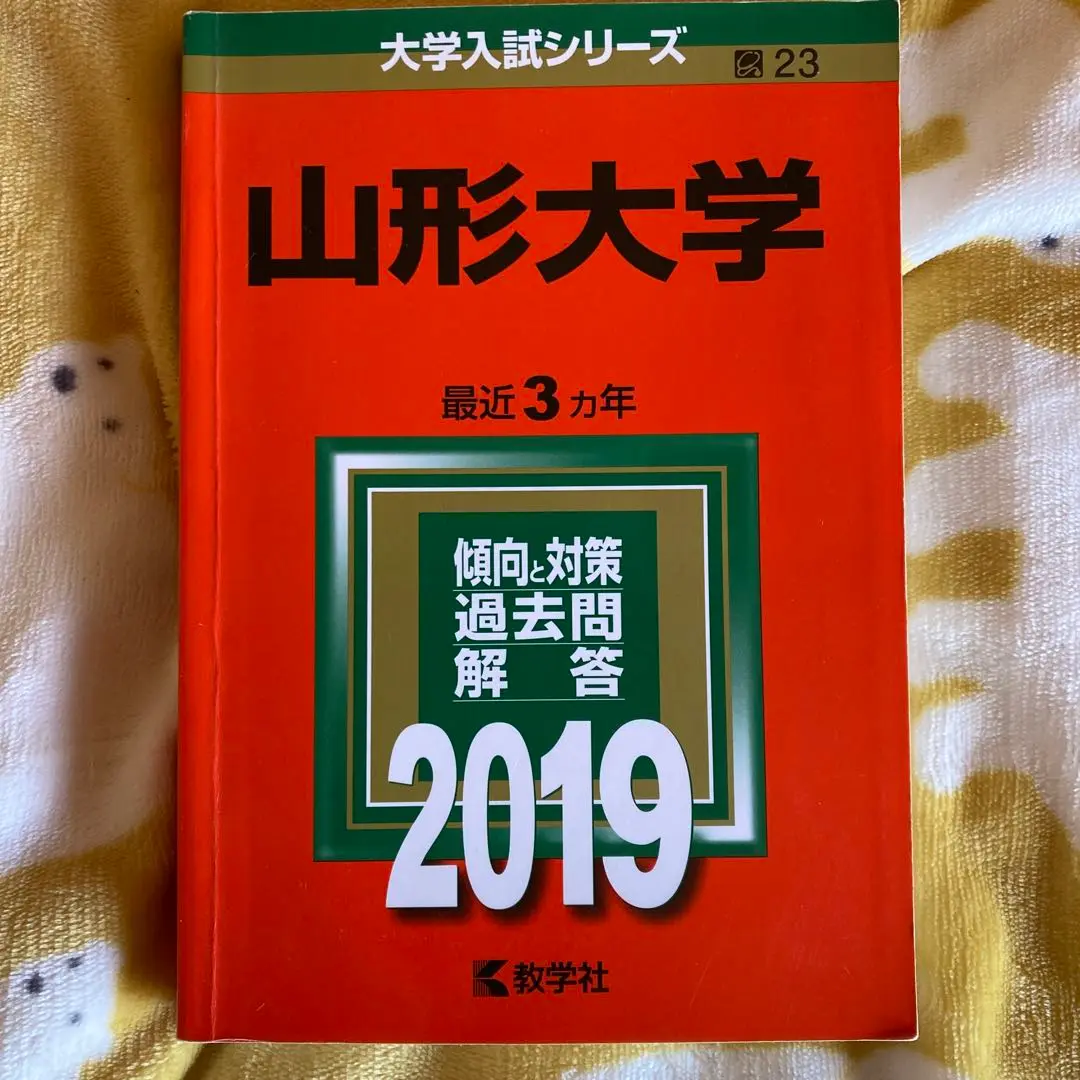 大学入試シリーズ
23
山形大学
最近3カ年
傾向と対策
過去問
解答
2019
教学社